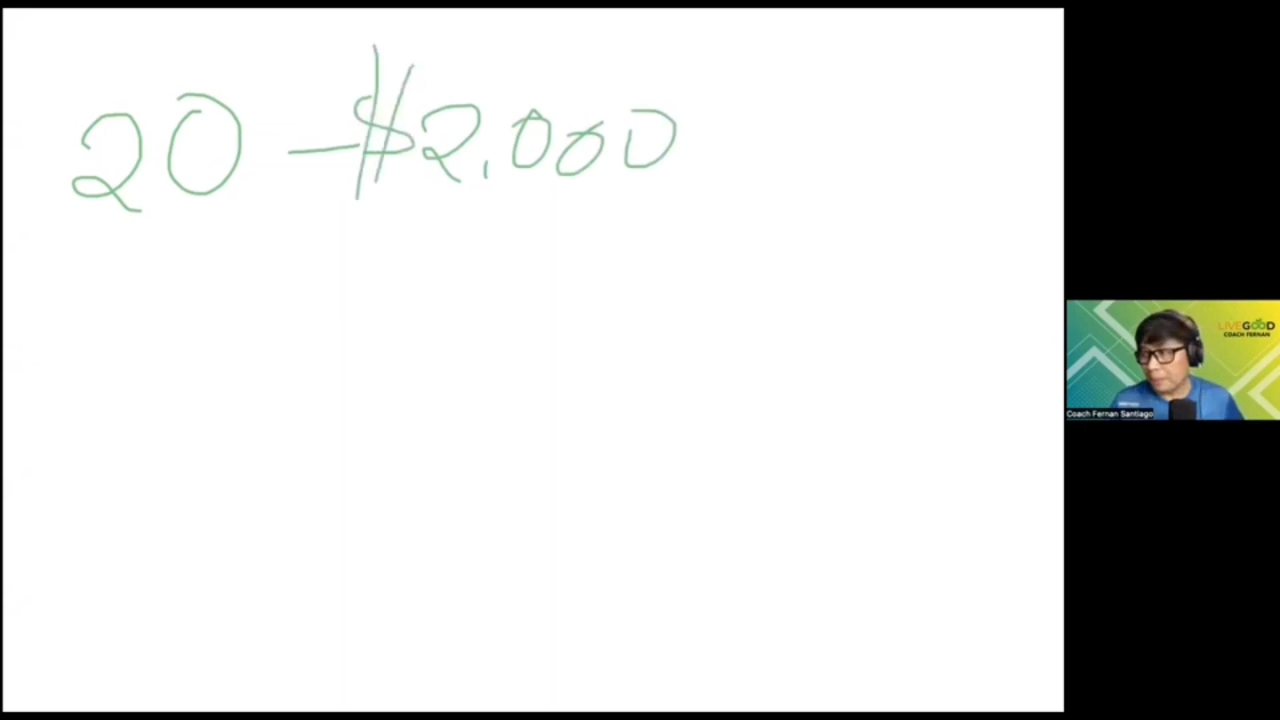 20 - $2,000
LIVEGOOD
COACH FERNAN
Coach Fernan Santiago